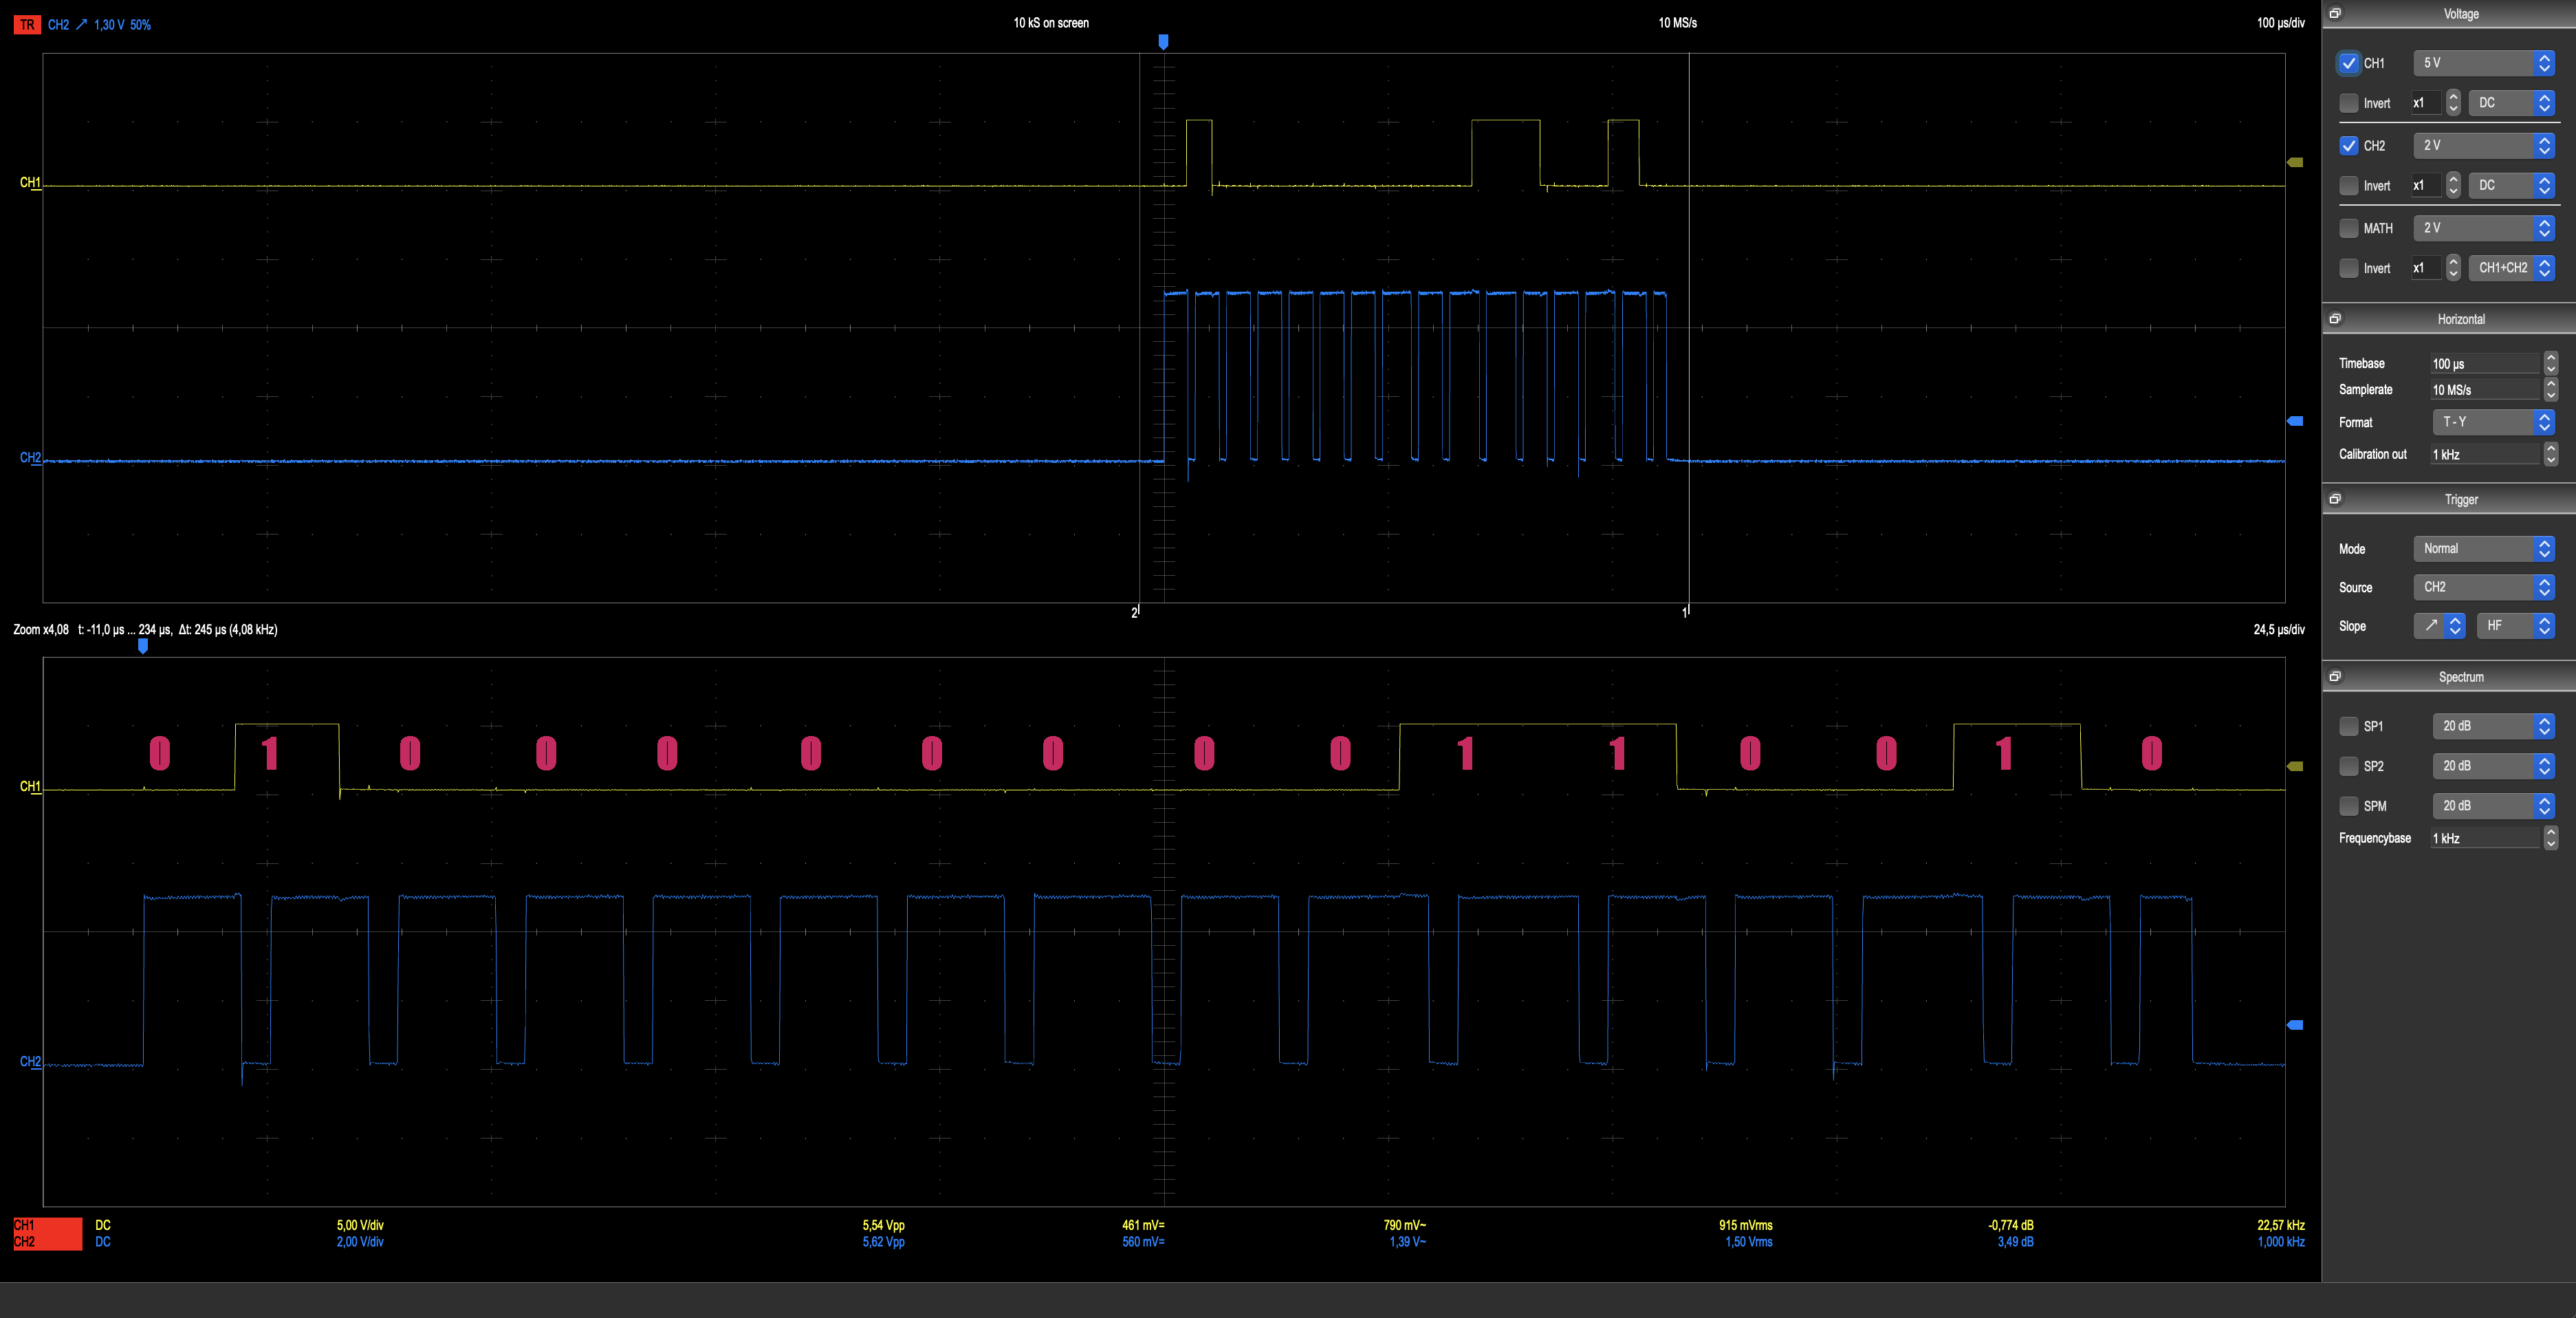 TR CH2 1,30 V 50% 10 kS on screen 10 MS/s 100 µs/div
CH1
CH2
2 1
Zoom x4,08 t: -11,0 µs ... 234 µs, Δt: 245 µs (4,08 kHz) 24,5 µs/div
0 1 0 0 0 0 0 0 0 0 1 1 0 0 1 0
CH1
CH2
CH1 DC 5,00 V/div 5,54 Vpp 461 mV= 790 mV~ 915 mVrms -0,774 dB 22,57 kHz
CH2 DC 2,00 V/div 5,62 Vpp 560 mV= 1,39 V~ 1,50 Vrms 3,49 dB 1,000 kHz
Voltage
CH1 5 V
Invert x1 DC
CH2 2 V
Invert x1 DC
MATH 2 V
Invert x1 CH1+CH2
Horizontal
Timebase 100 µs
Samplerate 10 MS/s
Format T - Y
Calibration out 1 kHz
Trigger
Mode Normal
Source CH2
Slope HF
Spectrum
SP1 20 dB
SP2 20 dB
SPM 20 dB
Frequencybase 1 kHz